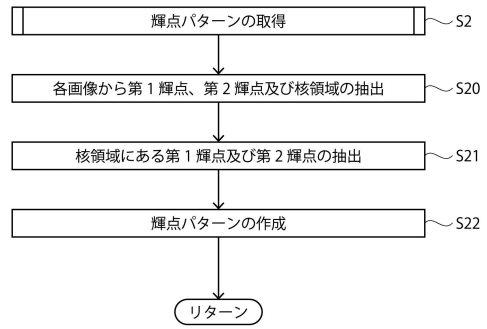 輝点パターンの取得 S2
各画像から第1輝点、第2輝点及び核領域の抽出 S20
核領域にある第1輝点及び第2輝点の抽出 S21
輝点パターンの作成 S22
リターン